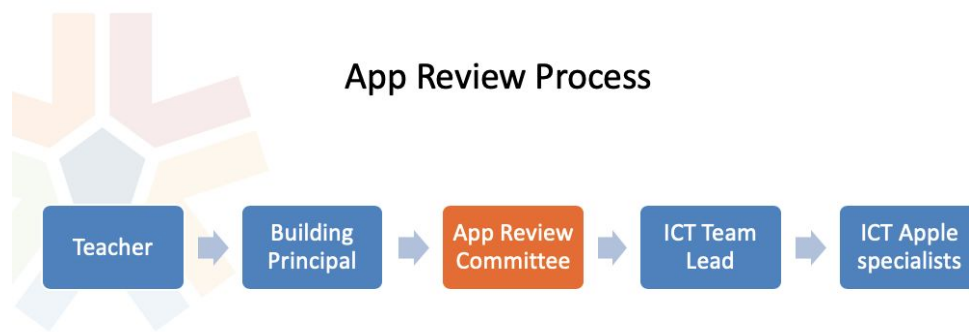 App Review Process
Teacher
Building
Principal
App Review
Committee
ICT Team
Lead
ICT Apple
specialists